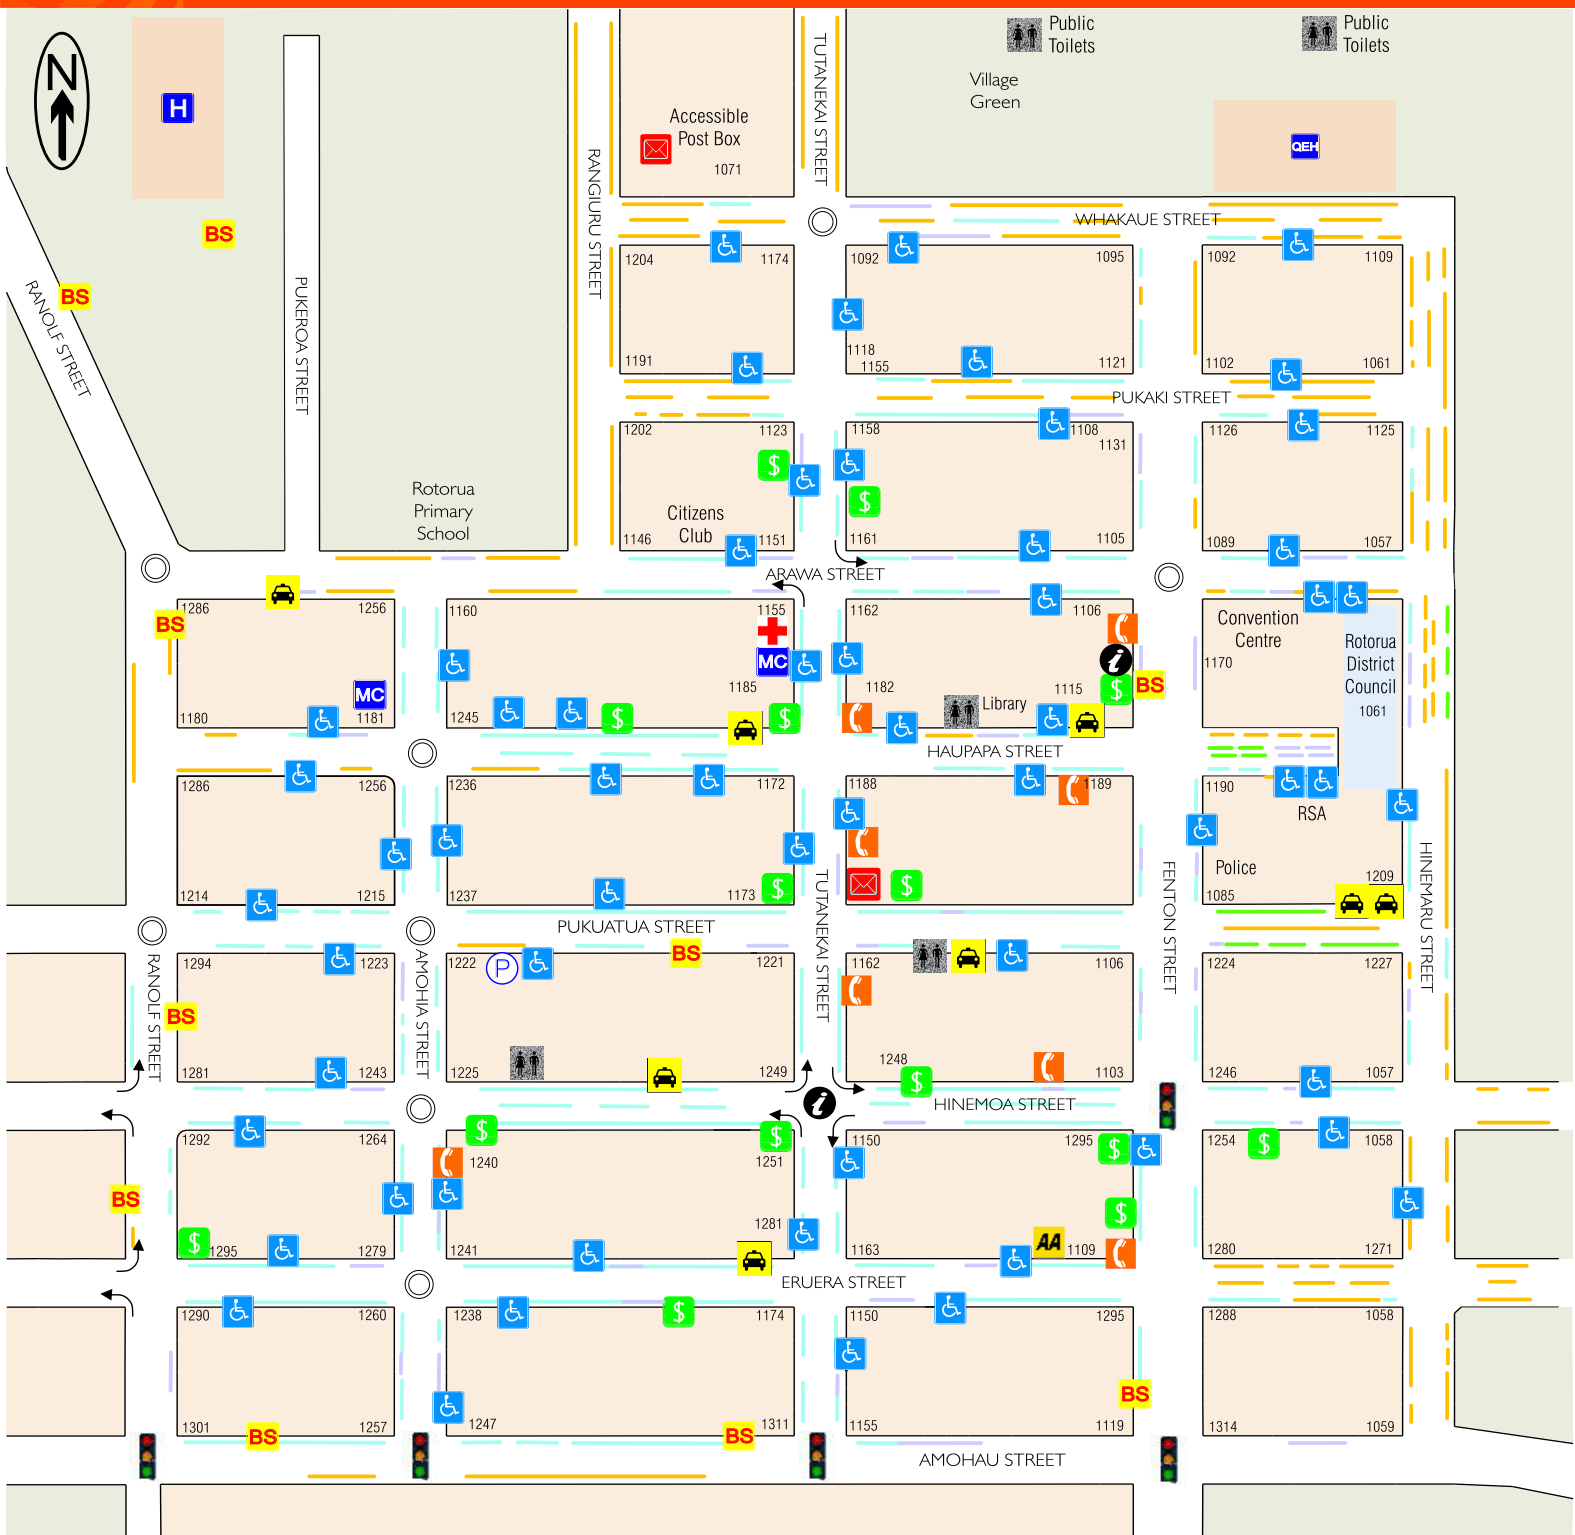 N
H
BS
BS
RANOLF STREET
PUKEROA STREET
RANGIURU STREET
Accessible
Post Box
1071
TUTANEKAI STREET
Public
Toilets
Village
Green
Public
Toilets
QEH
WHAKAUE STREET
1204
1174
1191
1092
1095
1118
1155
1121
1092
1109
1102
1061
PUKAKI STREET
Rotorua
Primary
School
1202
1123
$
Citizens
Club
1146
1151
1158
1108
1131
$
1161
1105
1126
1125
1089
1057
ARAWA STREET
1286
1256
BS
MC
1180
1181
1160
1155
MC
1185
1245
$
$
1162
1106
i
1182
1115
$
BS
Library
Convention
Centre
1170
Rotorua
District
Council
1061
HAUPAPA STREET
1286
1256
1214
1215
1236
1172
1237
1173
$
1188
1189
$
1190
RSA
Police
1085
1209
HINEMARU STREET
FENTON STREET
TUTANEKAI STREET
PUKUATUA STREET
RANOLF STREET
AMOHIA STREET
1294
1223
BS
1281
1243
1222
P
BS
1221
1225
1249
1162
1106
1248
$
1103
1224
1227
1246
1057
i
HINEMOA STREET
BS
1292
1264
$
1295
1279
$
1240
$
1251
1281
1241
1150
1295
$
$
AA
1163
1109
1254
$
1058
1280
1271
ERUERA STREET
1290
1260
1301
BS
1257
1238
$
1174
1247
BS
1311
1150
1295
BS
1155
1119
1288
1058
1314
1059
AMOHAU STREET